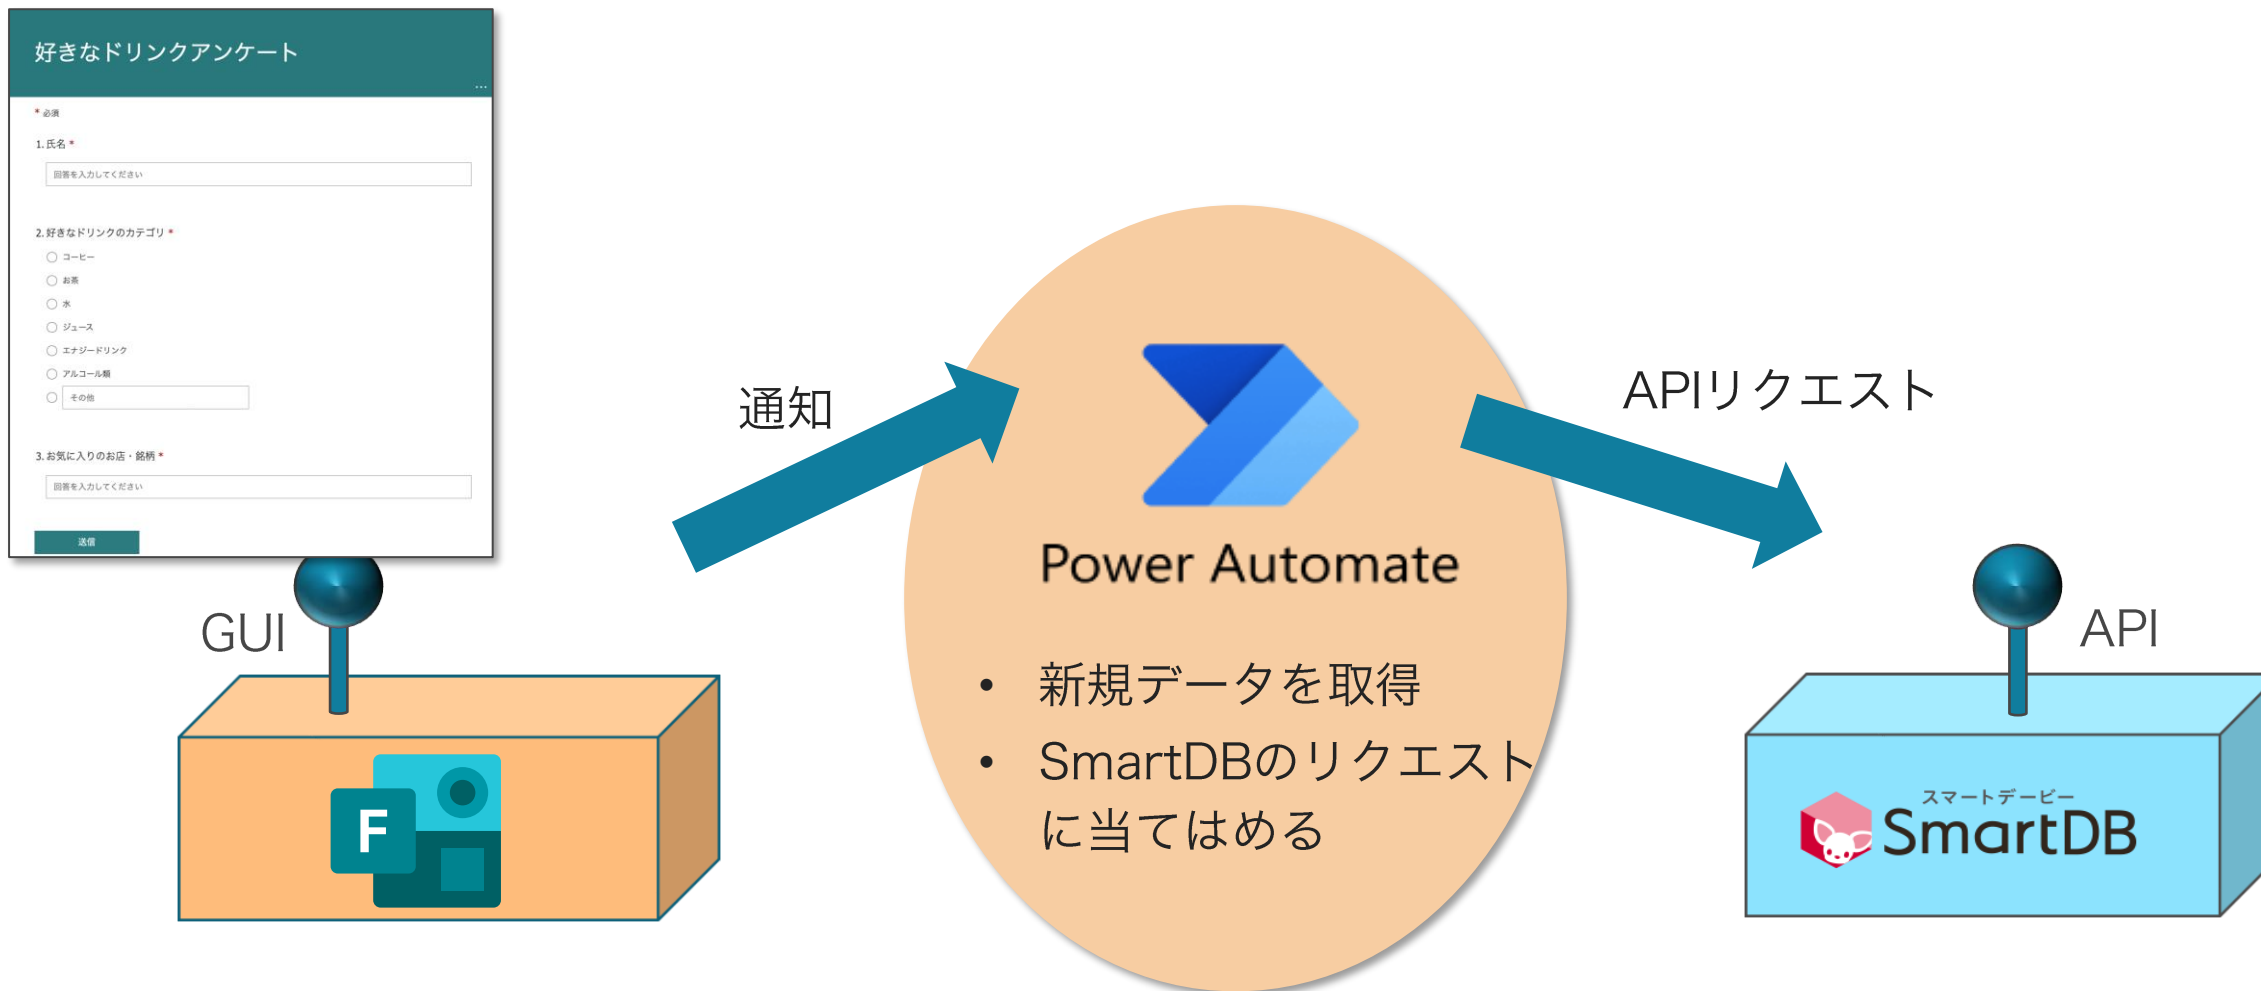 好きなドリンクアンケート
...
* 必須
1. 氏名 *
回答を入力してください
2. 好きなドリンクのカテゴリ *
コーヒー
お茶
水
ジュース
エナジードリンク
アルコール類
その他
3. お気に入りのお店・銘柄 *
回答を入力してください
送信
GUI
F
通知
Power Automate
• 新規データを取得
• SmartDBのリクエスト
に当てはめる
APIリクエスト
API
スマートデービー
SmartDB